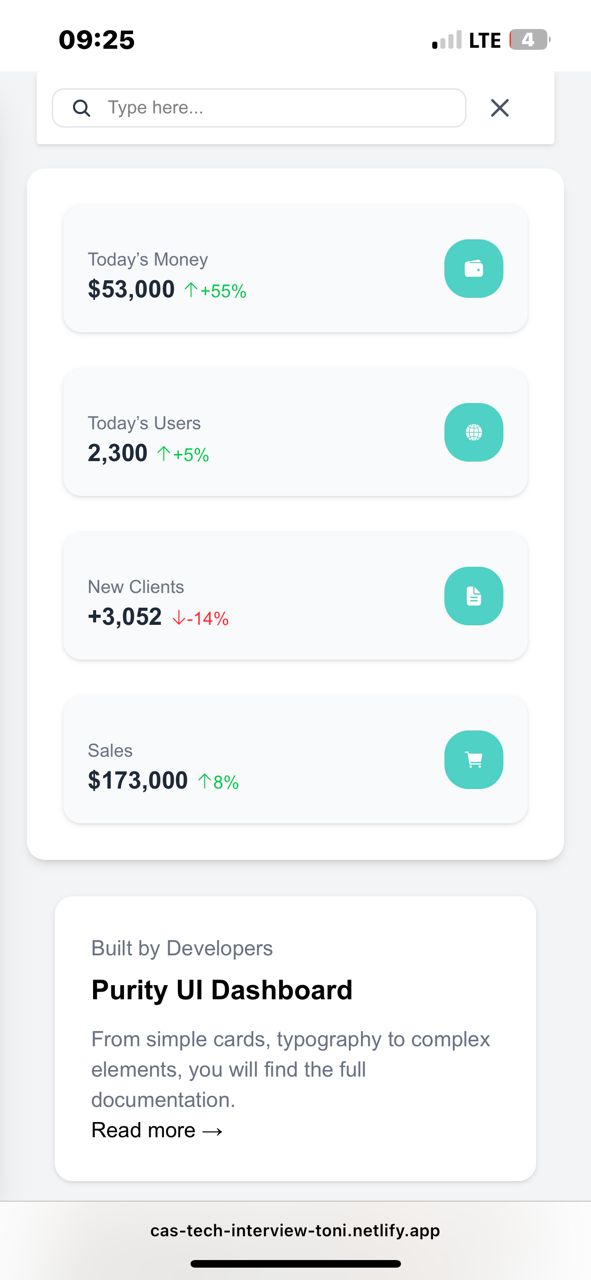 09:25
LTE 4
Type here...
Today's Money
$53,000 ↑+55%
Today's Users
2,300 ↑+5%
New Clients
+3,052 ↓-14%
Sales
$173,000 ↑8%
Built by Developers
Purity UI Dashboard
From simple cards, typography to complex
elements, you will find the full
documentation.
Read more →
cas-tech-interview-toni.netlify.app